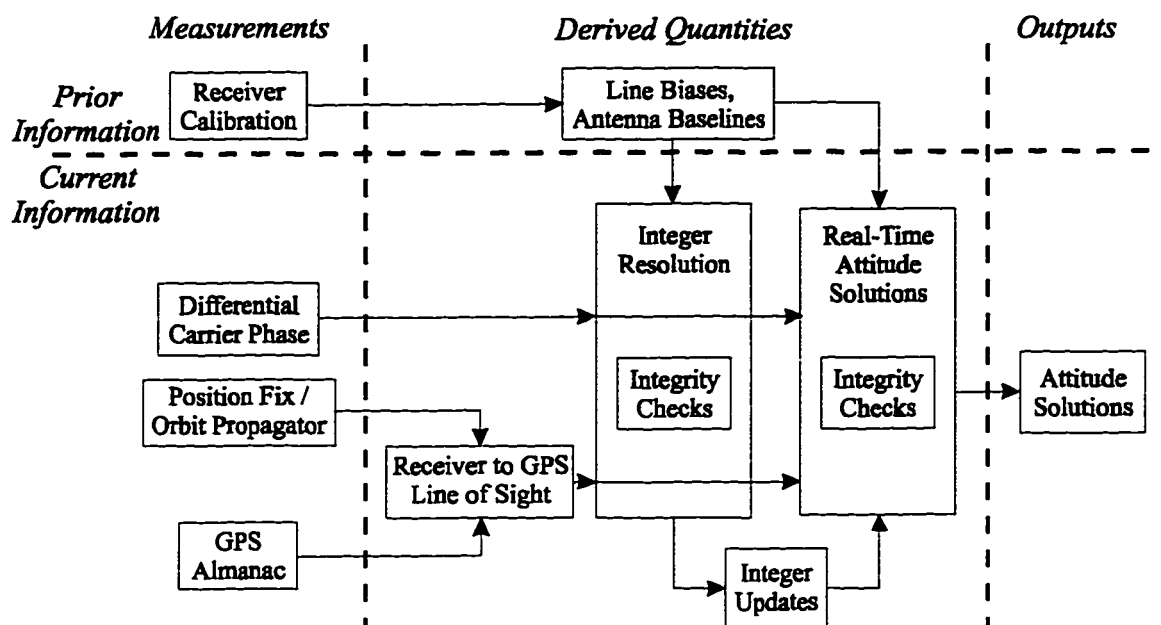 Measurements
Derived Quantities
Outputs
Prior
Information
Receiver
Calibration
Line Biases,
Antenna Baselines
Current
Information
Integer
Resolution
Real-Time
Attitude
Solutions
Differential
Carrier Phase
Integrity
Checks
Integrity
Checks
Attitude
Solutions
Position Fix /
Orbit Propagator
Receiver to GPS
Line of Sight
GPS
Almanac
Integer
Updates